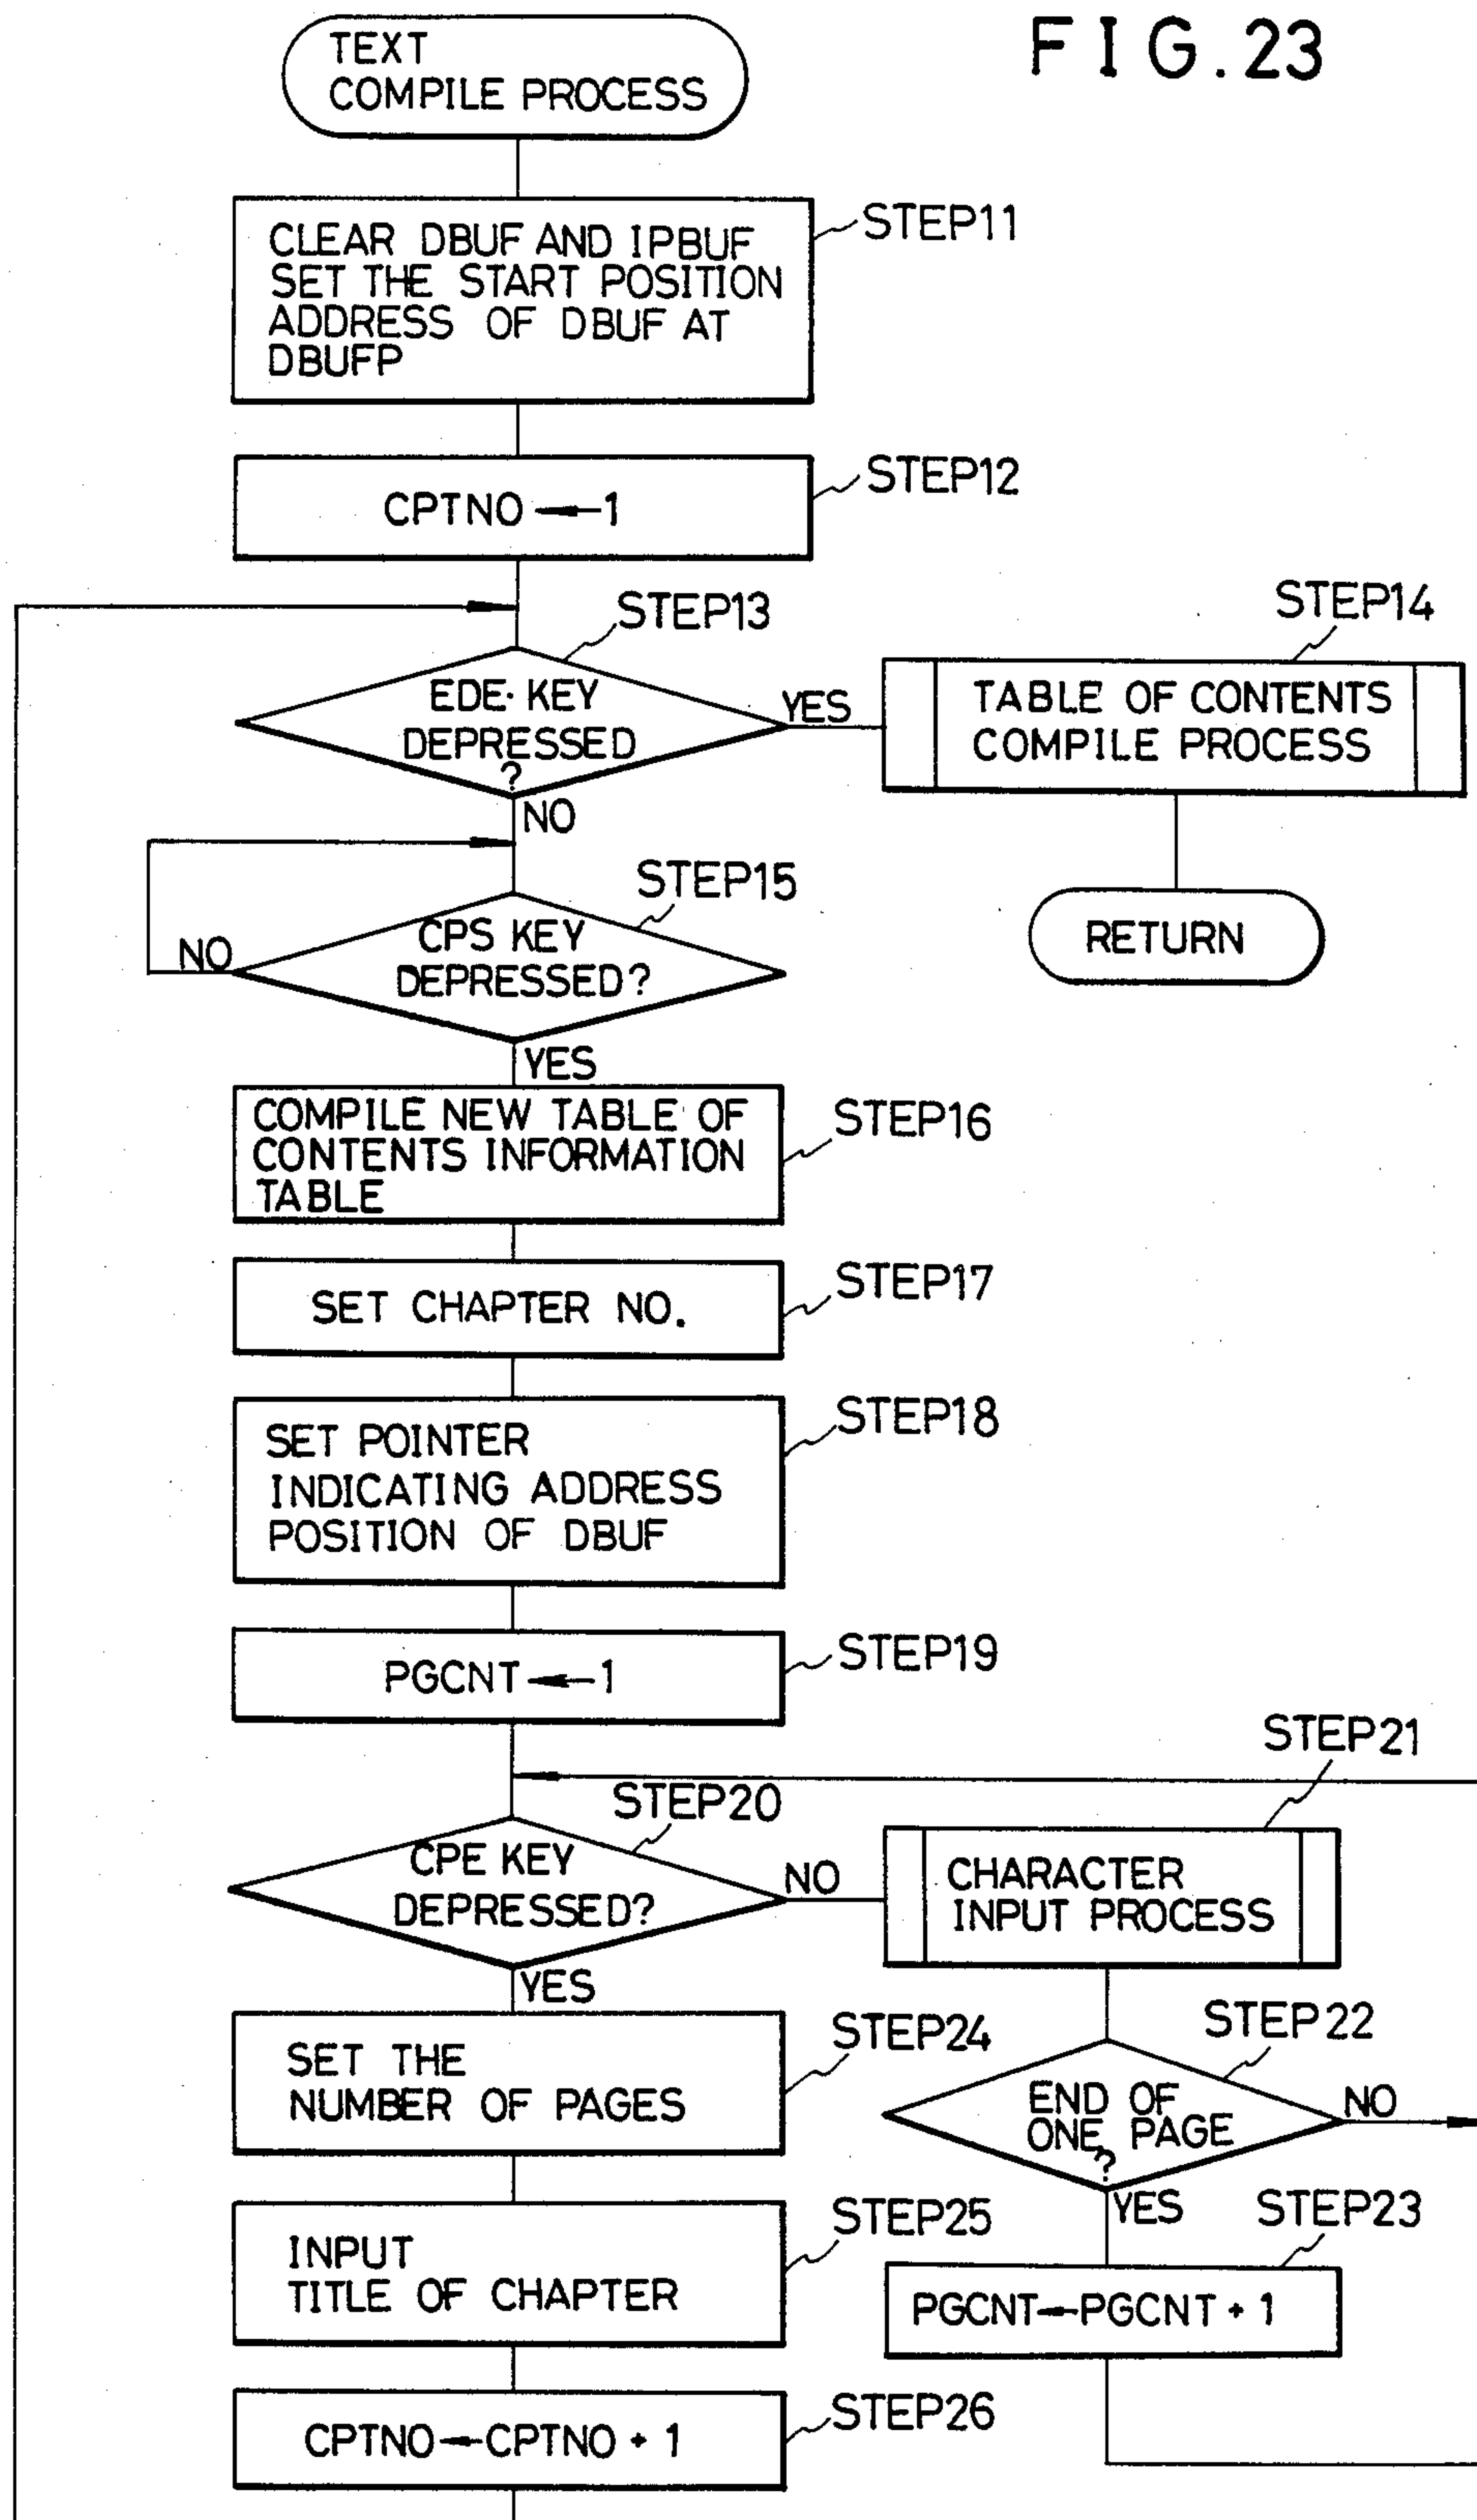 FIG.23
TEXT
COMPILE PROCESS
CLEAR DBUF AND IPBUF
SET THE START POSITION
ADDRESS OF DBUF AT
DBUFP
STEP11
CPTNO ← 1
STEP12
STEP13
EDE KEY
DEPRESSED
?
YES
NO
STEP14
TABLE OF CONTENTS
COMPILE PROCESS
RETURN
STEP15
CPS KEY
DEPRESSED?
NO
YES
COMPILE NEW TABLE OF
CONTENTS INFORMATION
TABLE
STEP16
SET CHAPTER NO.
STEP17
SET POINTER
INDICATING ADDRESS
POSITION OF DBUF
STEP18
PGCNT ← 1
STEP19
STEP20
CPE KEY
DEPRESSED?
NO
YES
STEP21
CHARACTER
INPUT PROCESS
STEP22
END OF
ONE PAGE
?
NO
YES
STEP23
PGCNT ← PGCNT + 1
SET THE
NUMBER OF PAGES
STEP24
INPUT
TITLE OF CHAPTER
STEP25
CPTNO ← CPTNO + 1
STEP26